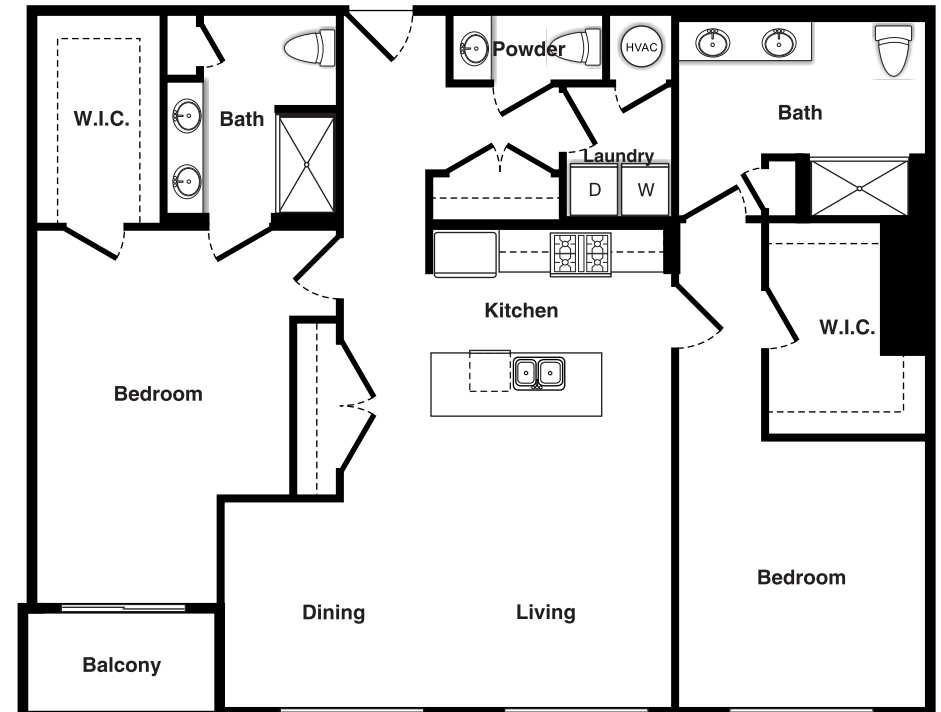 Powder
HVAC
W.I.C.
Bath
Bath
Laundry
D
W
Kitchen
W.I.C.
Bedroom
Bedroom
Dining
Living
Balcony